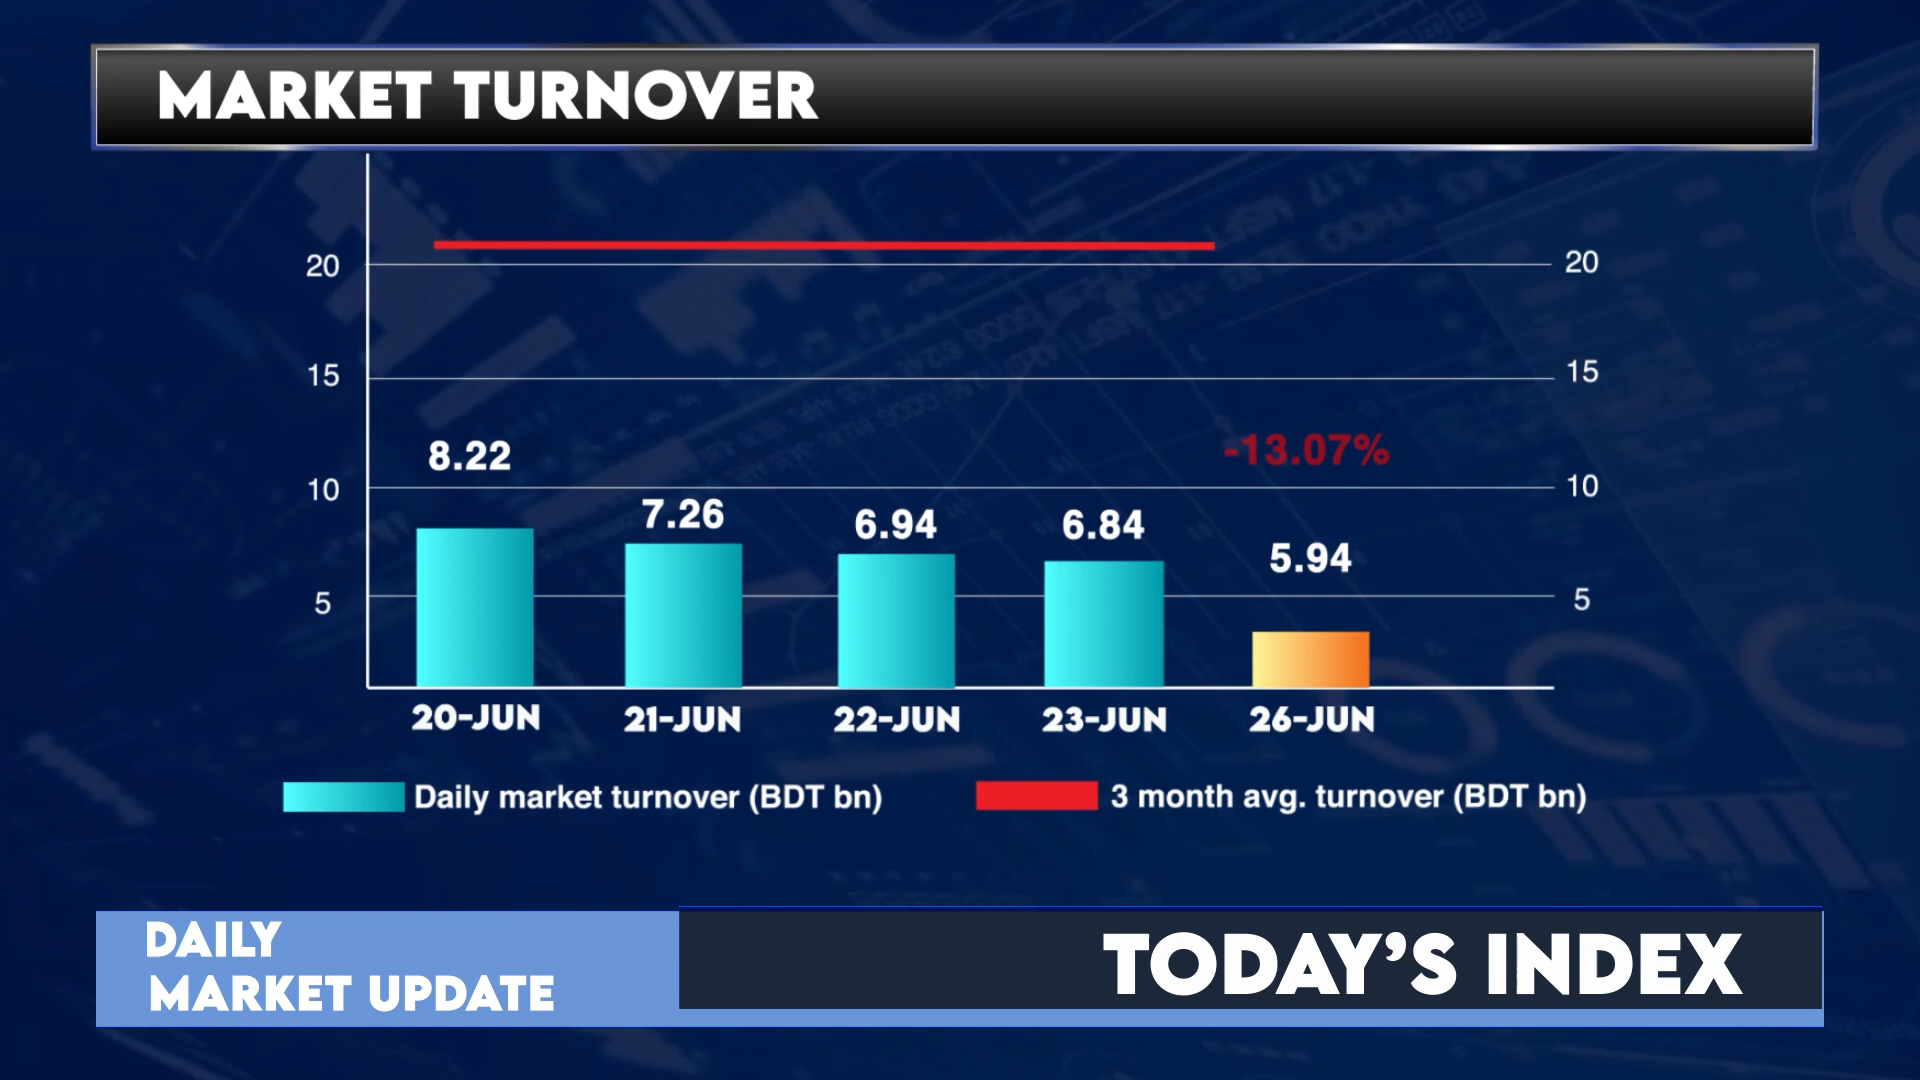 MARKET TURNOVER
20 20
15 15
-13.07%
8.22
10 10
7.26 6.94 6.84
5.94
5 5
20-JUN 21-JUN 22-JUN 23-JUN 26-JUN
Daily market turnover (BDT bn) 3 month avg. turnover (BDT bn)
DAILY
MARKET UPDATE
TODAY'S INDEX